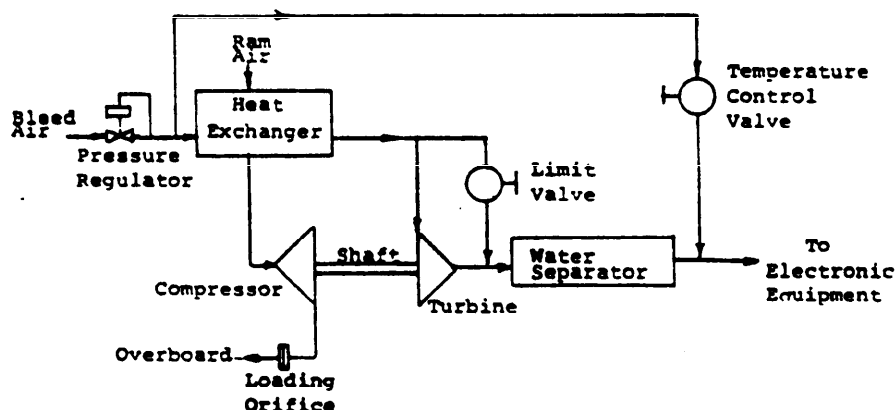 Ram
Air
Temperature
Control
Valve
Bleed
Air
Heat
Exchanger
Pressure
Regulator
Limit
Valve
Shaft
Water
Separator
To
Electronic
Equipment
Compressor
Turbine
Overboard
Loading
Orifice